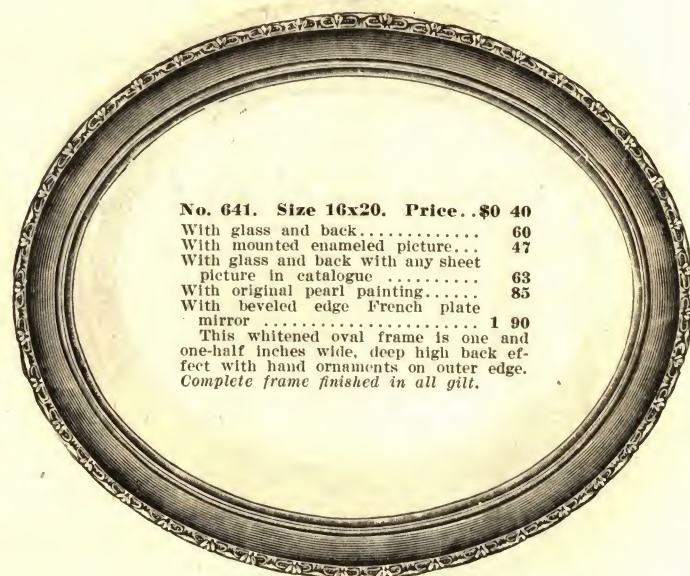 No. 641. Size 16x20. Price..$0 40
With glass and back............. 60
With mounted enameled picture... 47
With glass and back with any sheet
picture in catalogue .......... 63
With original pearl painting...... 85
With beveled edge French plate
mirror ........................ 1 90
This whitened oval frame is one and
one-half inches wide, deep high back ef-
fect with hand ornaments on outer edge.
Complete frame finished in all gilt.